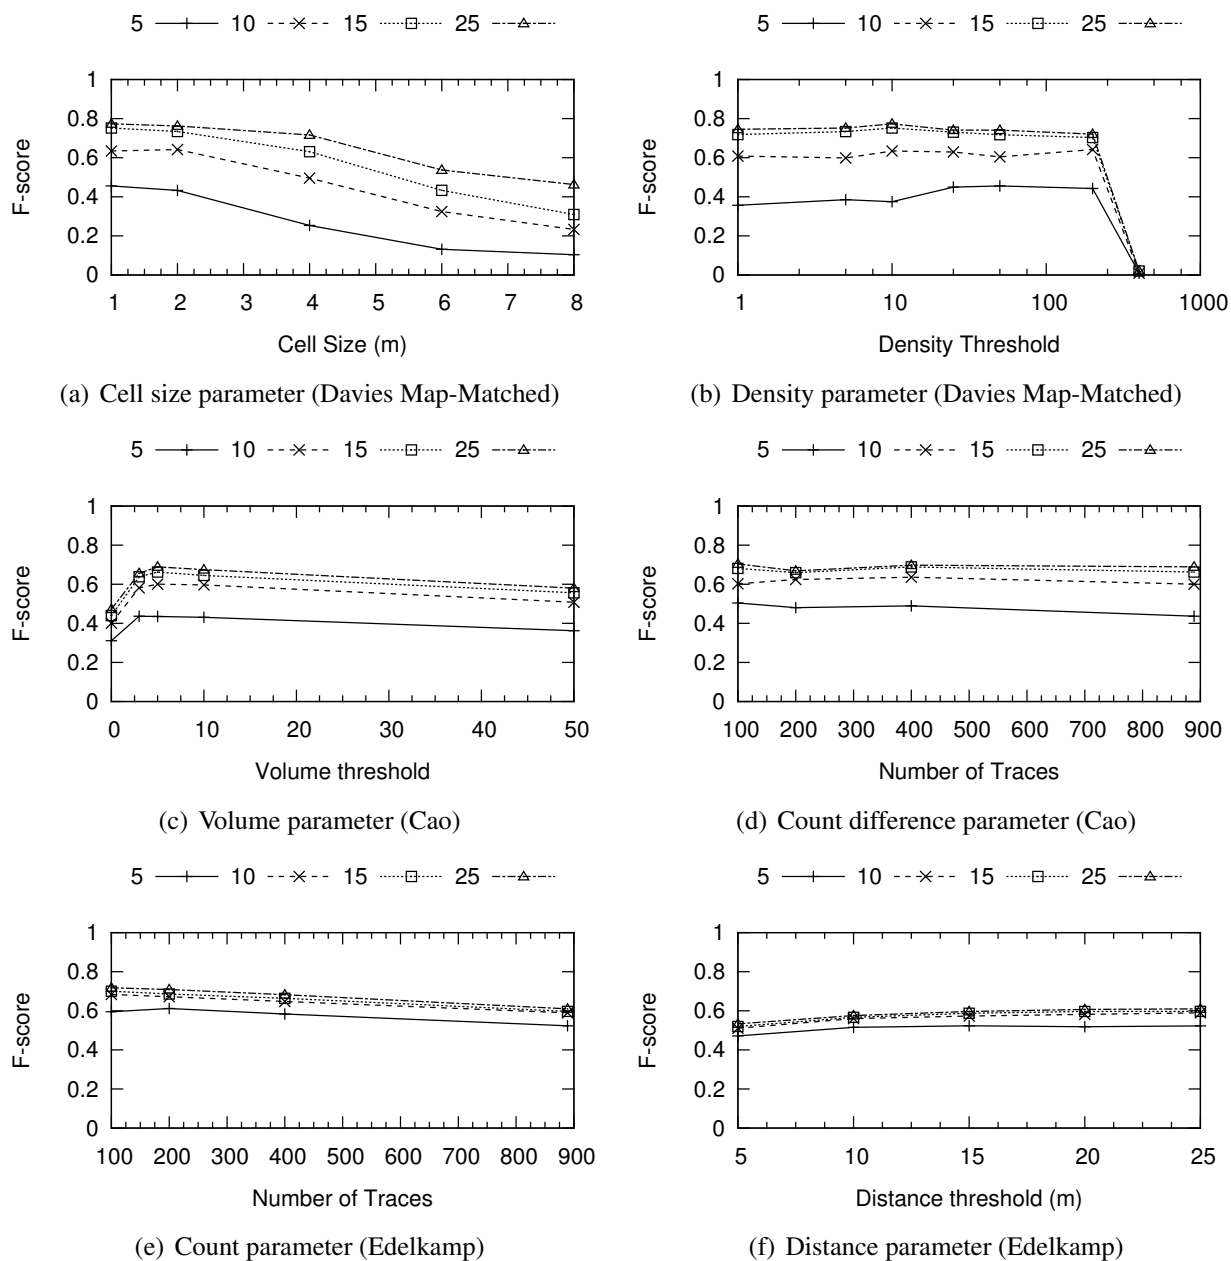 5 10 15 25
5 10 15 25
1
0.8
0.6
0.4
0.2
0
F-score
1 2 3 4 5 6 7 8
Cell Size (m)
(a) Cell size parameter (Davies Map-Matched)
1
0.8
0.6
0.4
0.2
0
F-score
1 10 100 1000
Density Threshold
(b) Density parameter (Davies Map-Matched)
5 10 15 25
5 10 15 25
1
0.8
0.6
0.4
0.2
0
F-score
0 10 20 30 40 50
Volume threshold
(c) Volume parameter (Cao)
1
0.8
0.6
0.4
0.2
0
F-score
100 200 300 400 500 600 700 800 900
Number of Traces
(d) Count difference parameter (Cao)
5 10 15 25
5 10 15 25
1
0.8
0.6
0.4
0.2
0
F-score
100 200 300 400 500 600 700 800 900
Number of Traces
(e) Count parameter (Edelkamp)
1
0.8
0.6
0.4
0.2
0
F-score
5 10 15 20 25
Distance threshold (m)
(f) Distance parameter (Edelkamp)